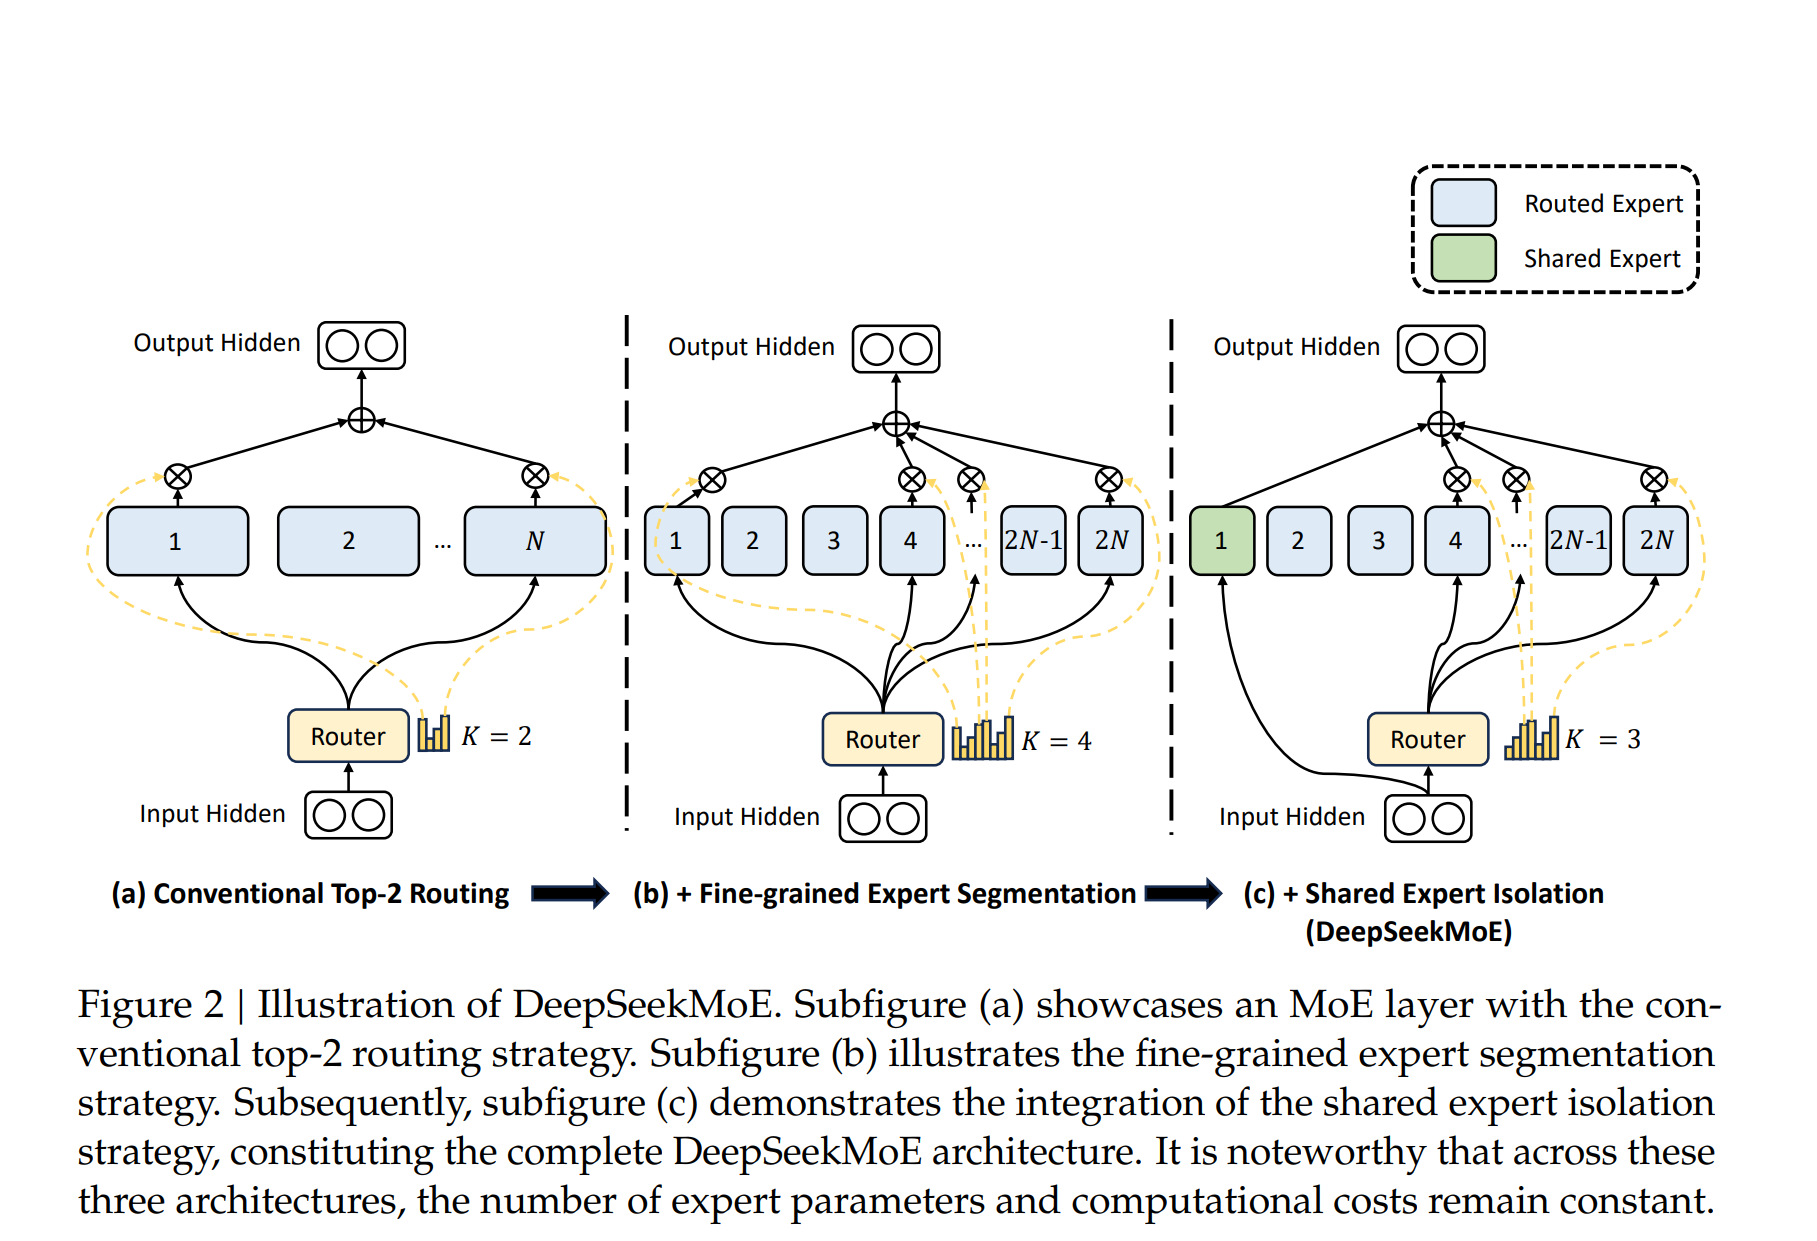 Routed Expert
Shared Expert
Output Hidden
1
2
...
N
Router
K = 2
Input Hidden
(a) Conventional Top-2 Routing
Output Hidden
1
2
3
4
...
2N-1
2N
Router
K = 4
Input Hidden
(b) + Fine-grained Expert Segmentation
Output Hidden
1
2
3
4
...
2N-1
2N
Router
K = 3
Input Hidden
(c) + Shared Expert Isolation
(DeepSeekMoE)
Figure 2 | Illustration of DeepSeekMoE. Subfigure (a) showcases an MoE layer with the con-
ventional top-2 routing strategy. Subfigure (b) illustrates the fine-grained expert segmentation
strategy. Subsequently, subfigure (c) demonstrates the integration of the shared expert isolation
strategy, constituting the complete DeepSeekMoE architecture. It is noteworthy that across these
three architectures, the number of expert parameters and computational costs remain constant.